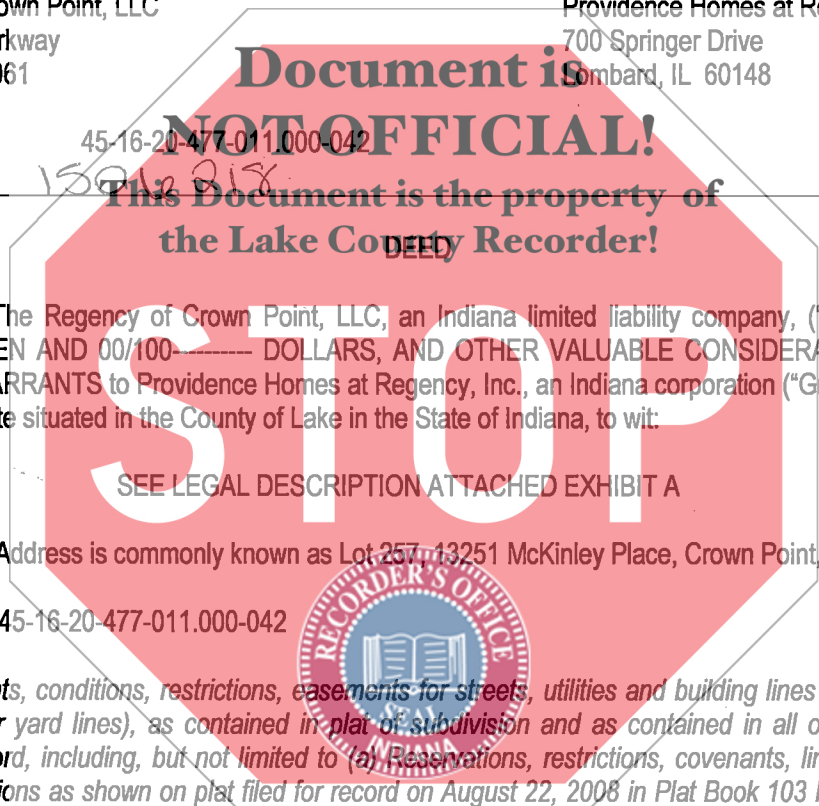 own Point, LLC
Providence Homes at Re
rkway
700 Springer Drive
061
Lombard, IL 60148
Document is
NOT OFFICIAL!
This Document is the property of
the Lake County Recorder!
45-16-20-477-011.000-042
DEED
The Regency of Crown Point, LLC, an Indiana limited liability company, ("
EN AND 00/100---------- DOLLARS, AND OTHER VALUABLE CONSIDERA
RRANTS to Providence Homes at Regency, Inc., an Indiana corporation ("G
te situated in the County of Lake in the State of Indiana, to wit:
STOP
SEE LEGAL DESCRIPTION ATTACHED EXHIBIT A
Address is commonly known as Lot 257, 13251 McKinley Place, Crown Point,
45-16-20-477-011.000-042
RECORDER'S OFFICE
SEAL
INDIANA
ts, conditions, restrictions, easements for streets, utilities and building lines
r yard lines), as contained in plat of subdivision and as contained in all o
ord, including, but not limited to (a) Reservations, restrictions, covenants, lim
ions as shown on plat filed for record on August 22, 2008 in Plat Book 103